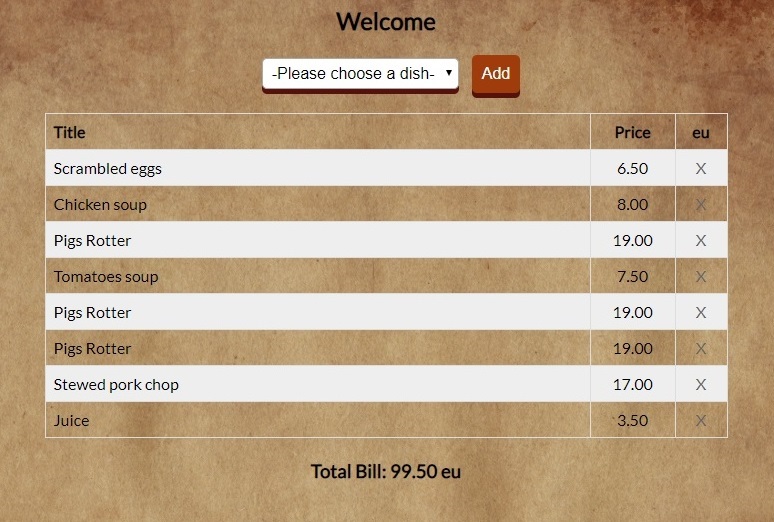 Welcome
-Please choose a dish- Add
Title Price eu
Scrambled eggs 6.50 X
Chicken soup 8.00 X
Pigs Rotter 19.00 X
Tomatoes soup 7.50 X
Pigs Rotter 19.00 X
Pigs Rotter 19.00 X
Stewed pork chop 17.00 X
Juice 3.50 X
Total Bill: 99.50 eu